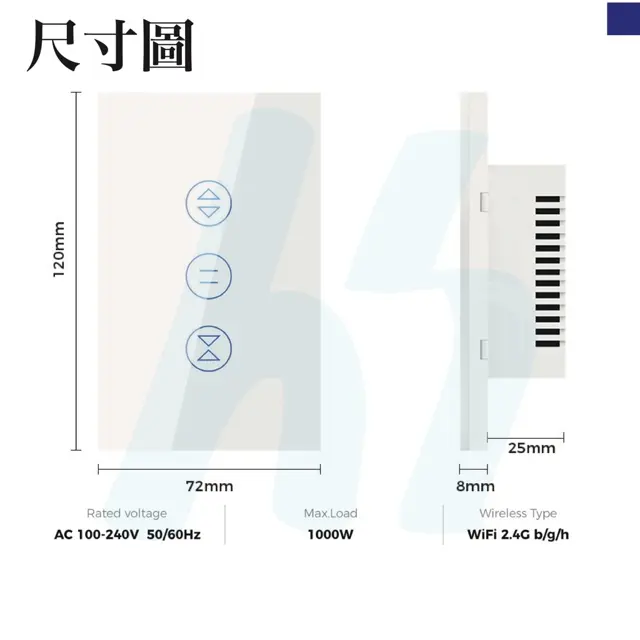 尺寸圖
120mm
72mm
8mm
25mm
Rated voltage
AC 100-240V 50/60Hz
Max.Load
1000W
Wireless Type
WiFi 2.4G b/g/h